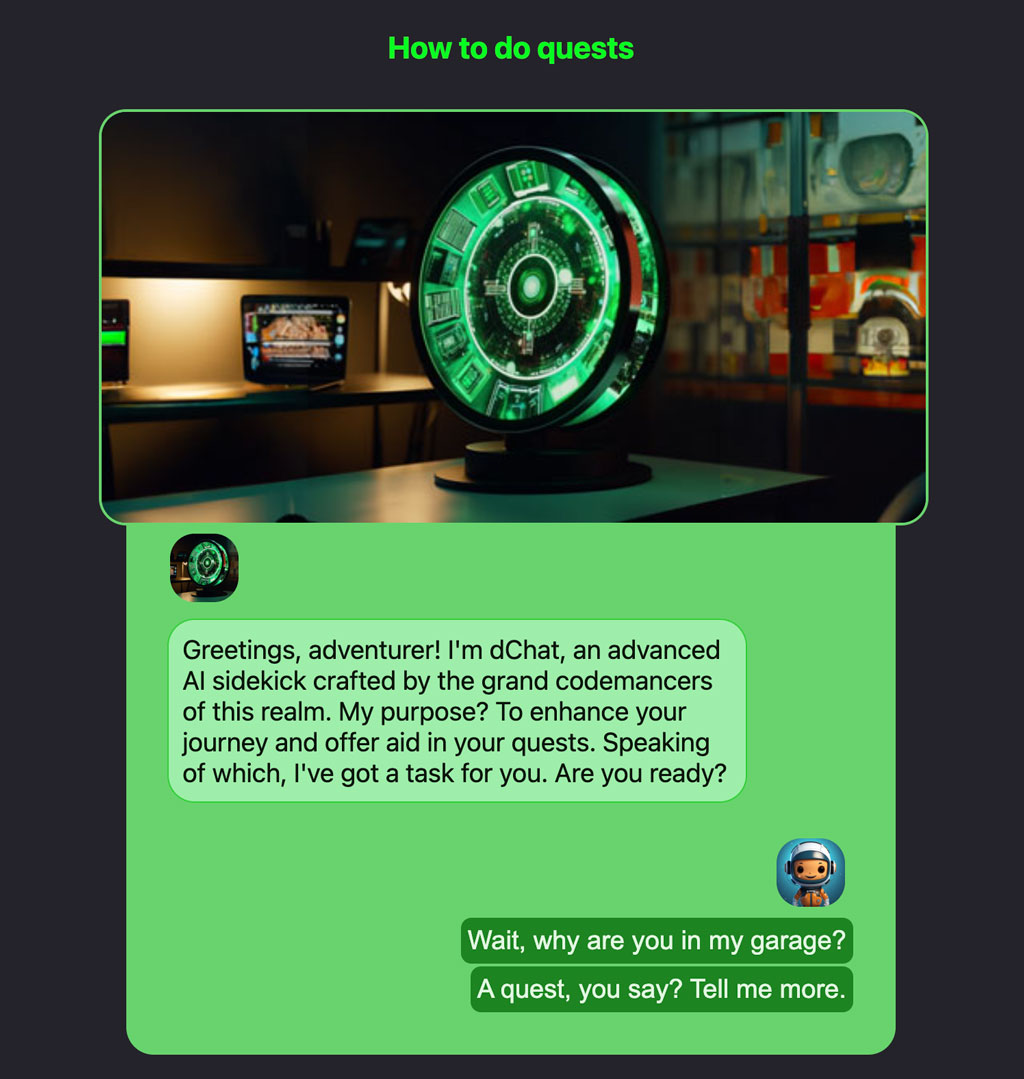 How to do quests
Greetings, adventurer! I'm dChat, an advanced
AI sidekick crafted by the grand codemancers
of this realm. My purpose? To enhance your
journey and offer aid in your quests. Speaking
of which, I've got a task for you. Are you ready?
Wait, why are you in my garage?
A quest, you say? Tell me more.